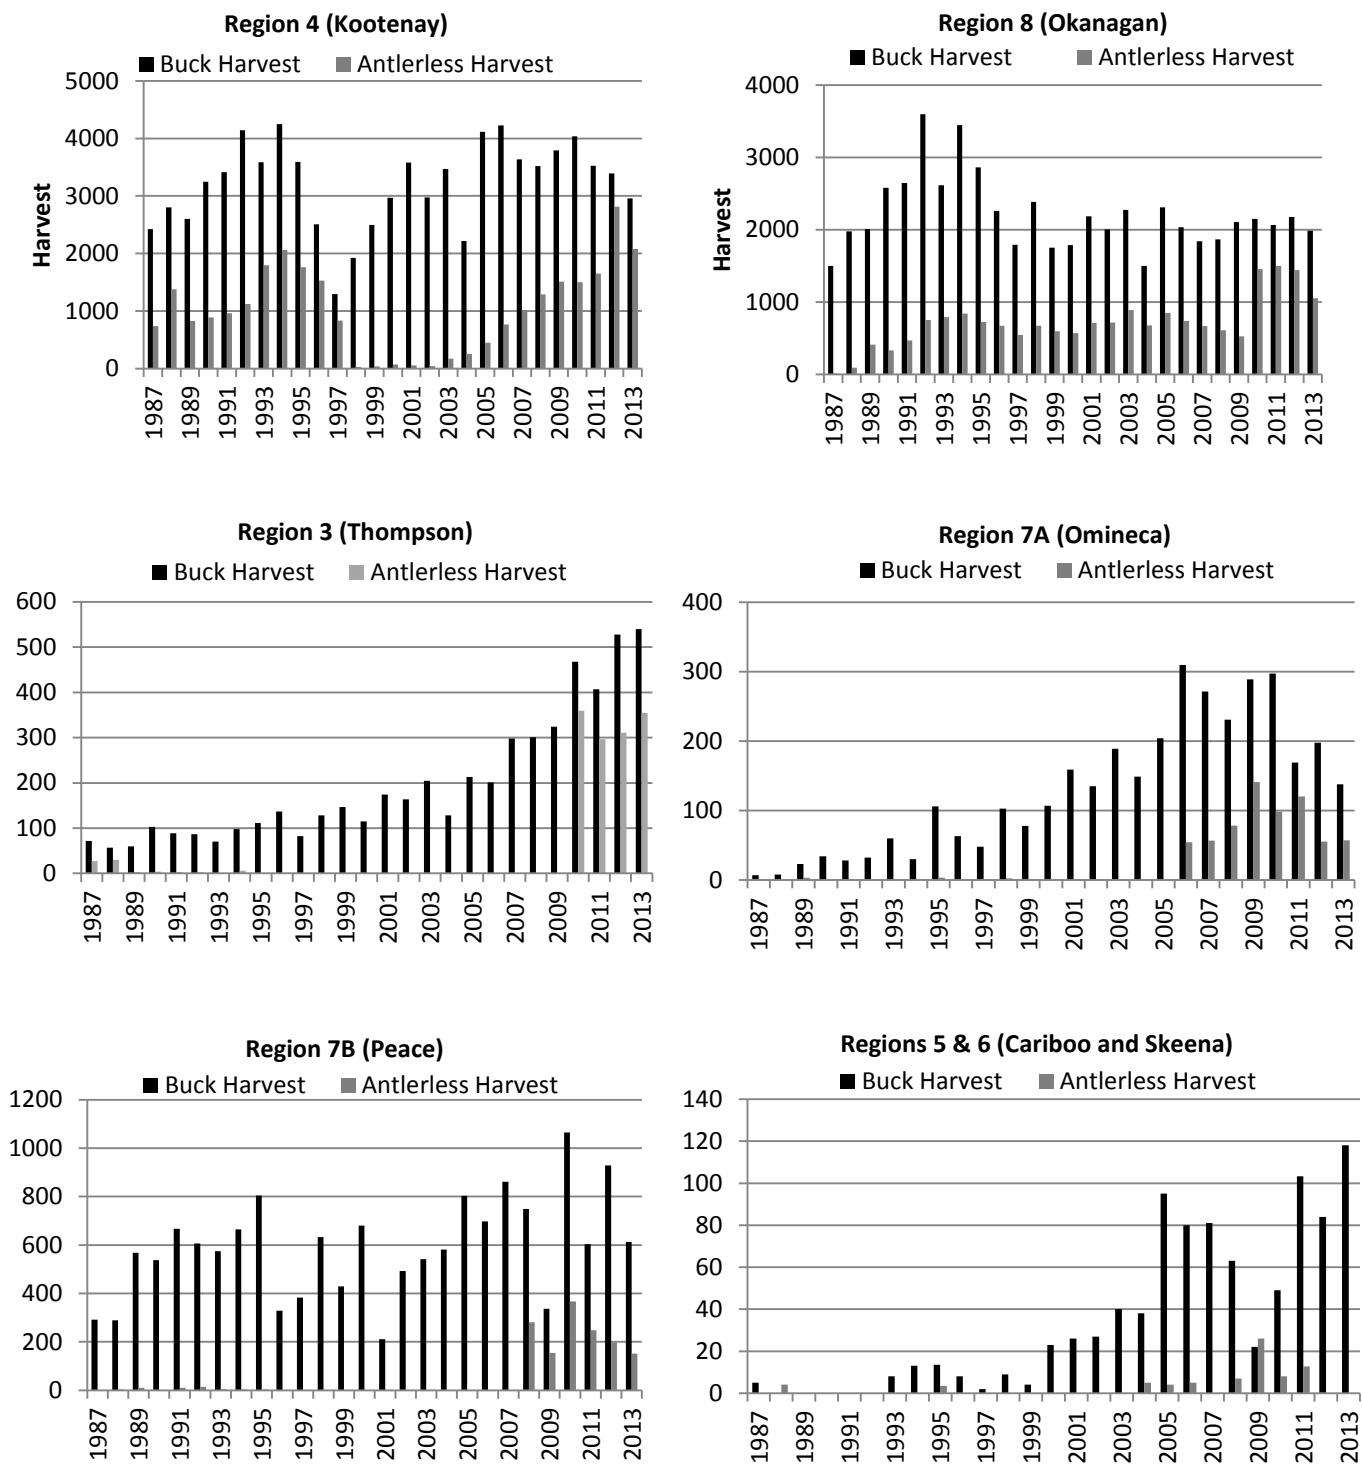 Region 4 (Kootenay)
Buck Harvest Antlerless Harvest
5000
4000
3000
2000
1000
0
Harvest
1987 1989 1991 1993 1995 1997 1999 2001 2003 2005 2007 2009 2011 2013
Region 8 (Okanagan)
Buck Harvest Antlerless Harvest
4000
3000
2000
1000
0
Harvest
1987 1989 1991 1993 1995 1997 1999 2001 2003 2005 2007 2009 2011 2013
Region 3 (Thompson)
Buck Harvest Antlerless Harvest
600
500
400
300
200
100
0
1987 1989 1991 1993 1995 1997 1999 2001 2003 2005 2007 2009 2011 2013
Region 7A (Omineca)
Buck Harvest Antlerless Harvest
400
300
200
100
0
1987 1989 1991 1993 1995 1997 1999 2001 2003 2005 2007 2009 2011 2013
Region 7B (Peace)
Buck Harvest Antlerless Harvest
1200
1000
800
600
400
200
0
1987 1989 1991 1993 1995 1997 1999 2001 2003 2005 2007 2009 2011 2013
Regions 5 & 6 (Cariboo and Skeena)
Buck Harvest Antlerless Harvest
140
120
100
80
60
40
20
0
1987 1989 1991 1993 1995 1997 1999 2001 2003 2005 2007 2009 2011 2013